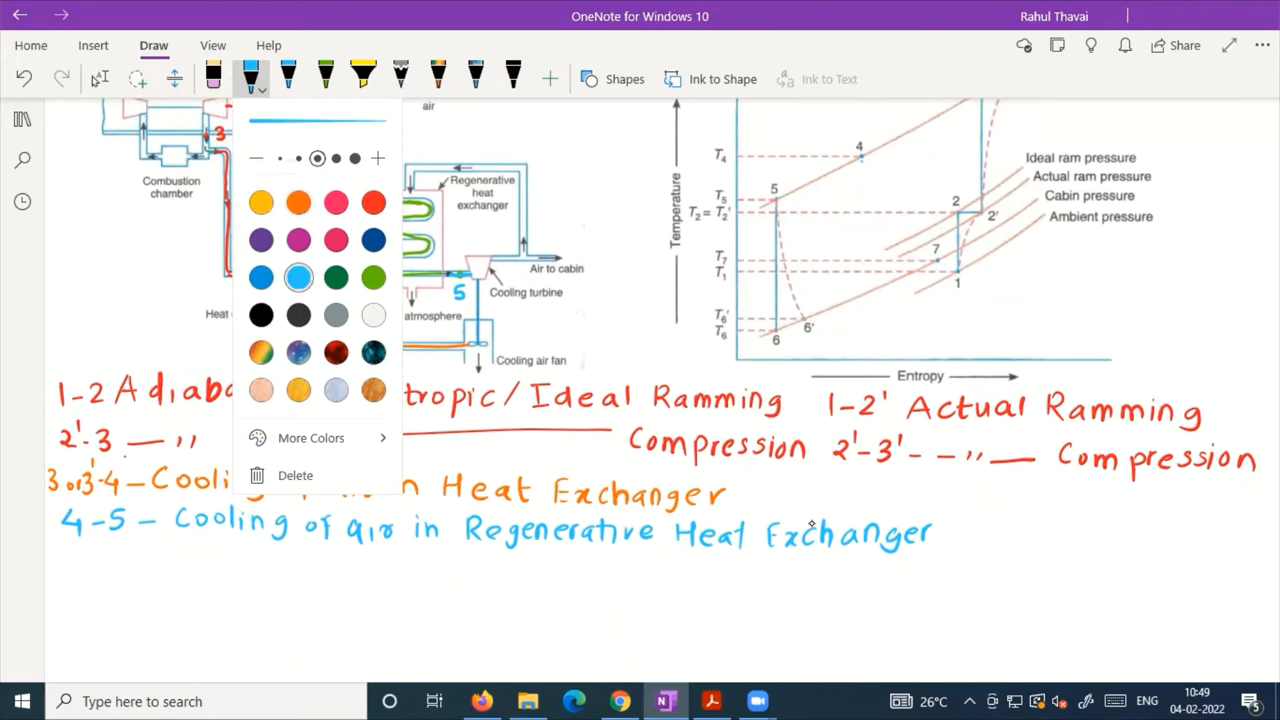 OneNote for Windows 10
Rahul Thavai
Home Insert Draw View Help
Share
Shapes
Ink to Shape
Ink to Text
3
Combustion
chamber
air
Regenerative
heat
exchanger
Air to cabin
5
Cooling turbine
Heat
atmosphere
Cooling air fan
Temperature
T4
T5
T2 = T2'
T7
T1
T6'
T6
4
5
2
2'
7
1
6'
6
Ideal ram pressure
Actual ram pressure
Cabin pressure
Ambient pressure
Entropy
More Colors
Delete
1-2 Adiaba tropic/Ideal Ramming 1-2' Actual Ramming
2'-3 — ,, Compression 2'-3' - - ,, — Compression
3 or 3'-4 – Cooli n Heat Exchanger
4-5 – Cooling of air in Regenerative Heat Exchanger
Type here to search
26°C
ENG
10:49
04-02-2022
5